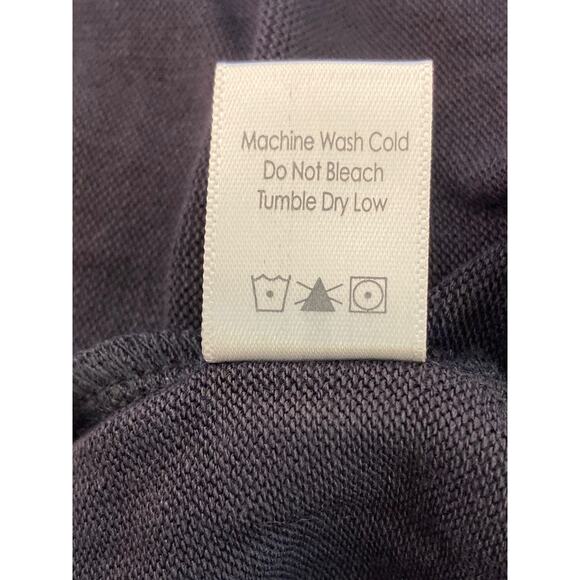 Machine Wash Cold
Do Not Bleach
Tumble Dry Low